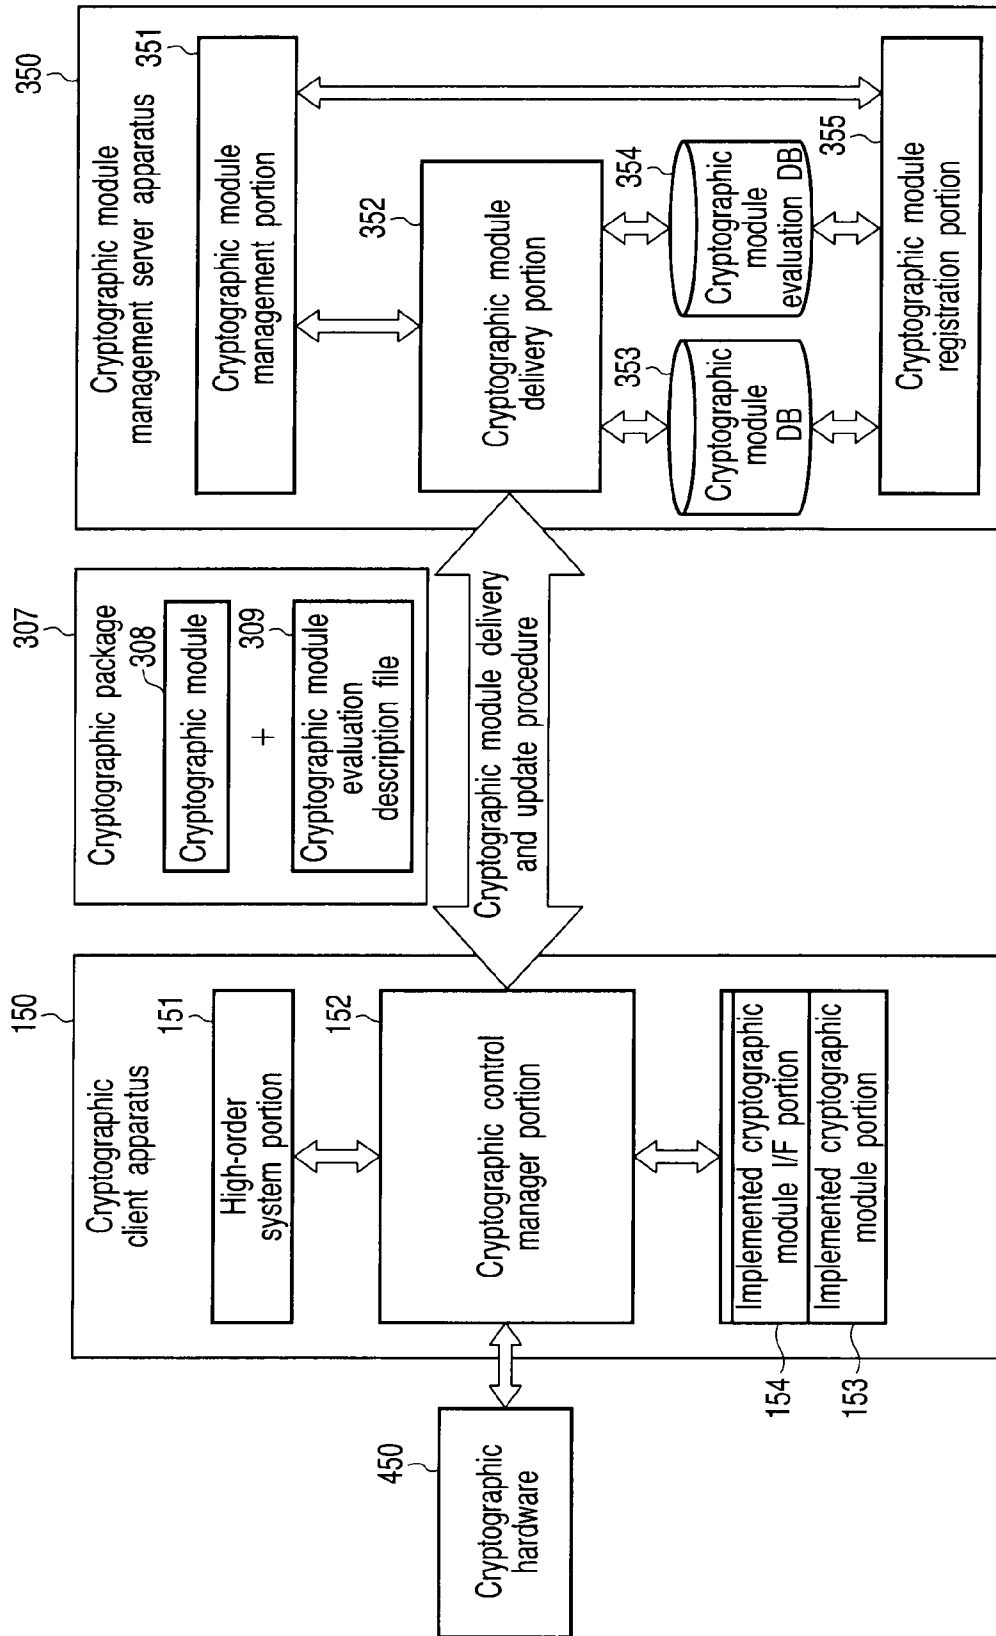 450
Cryptographic
hardware
150
Cryptographic
client apparatus
151
High-order
system portion
152
Cryptographic control
manager portion
Implemented cryptographic
module I/F portion
Implemented cryptographic
module portion
154
153
307
Cryptographic package
308
Cryptographic module
+
309
Cryptographic module
evaluation
description file
Cryptographic module delivery
and update procedure
350
Cryptographic module
management server apparatus
351
Cryptographic module
management portion
352
Cryptographic module
delivery portion
353
Cryptographic
module
DB
354
Cryptographic
module
evaluation DB
355
Cryptographic module
registration portion